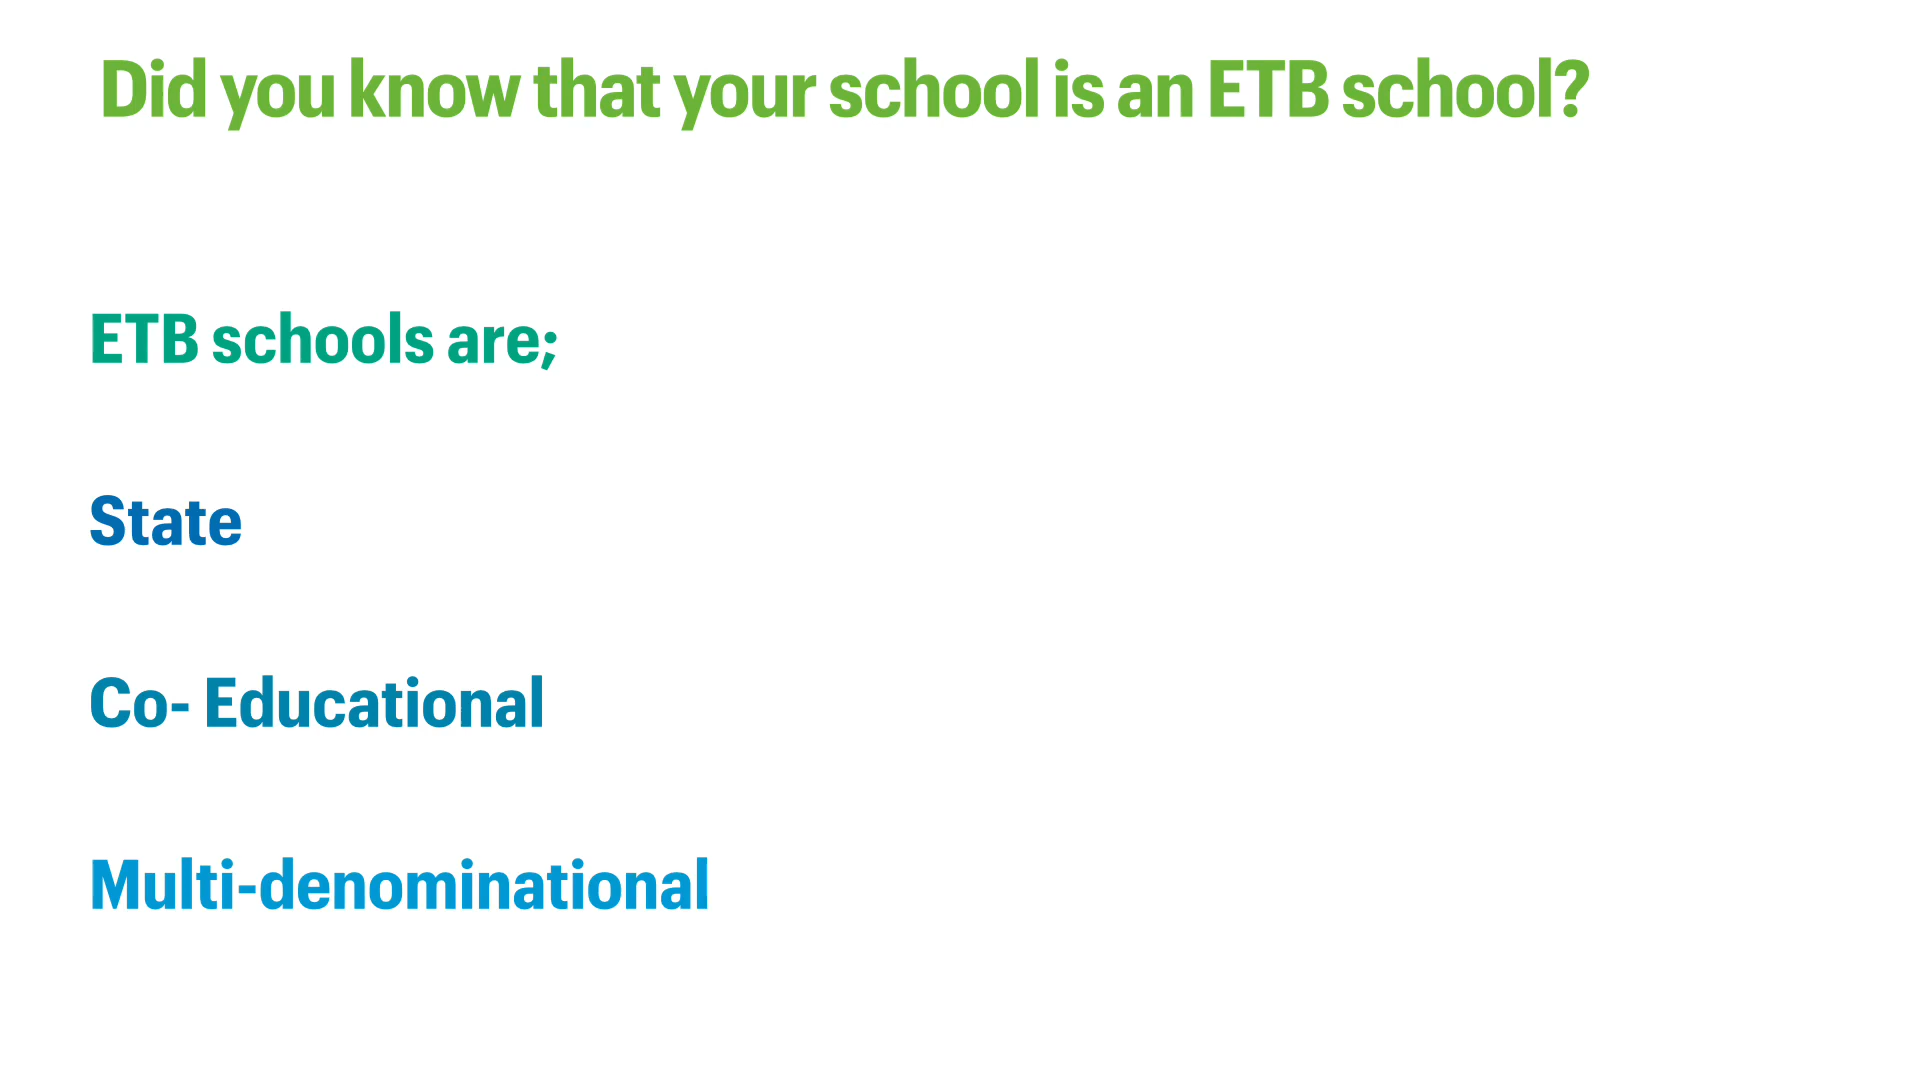 Did you know that your school is an ETB school?
ETB schools are;
State
Co- Educational
Multi-denominational